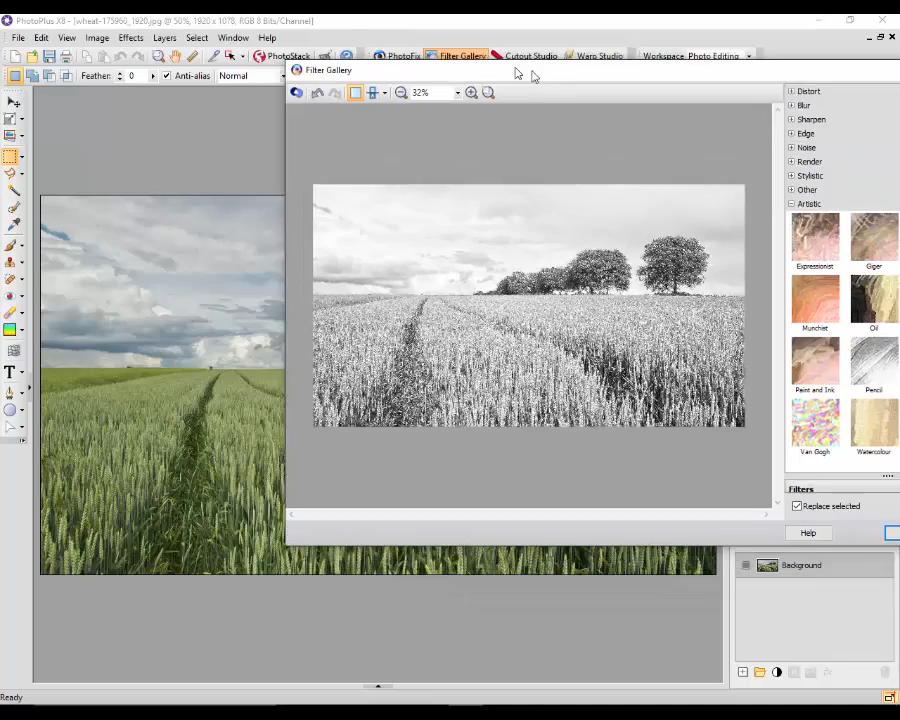 PhotoPlus X8 - [wheat-175960_1920.jpg @ 50%, 1920 x 1078, RGB 8 Bits/Channel]
File Edit View Image Effects Layers Select Window Help
PhotoStack PhotoFix Filter Gallery Cutout Studio Warp Studio Workspace Photo Editing
Feather: 0 Anti-alias Normal
Filter Gallery
32%
Distort
Blur
Sharpen
Edge
Noise
Render
Stylistic
Other
Artistic
Expressionist Giger
Munchist Oil
Paint and Ink Pencil
Van Gogh Watercolour
Filters
Replace selected
Help
Background
T
Ready